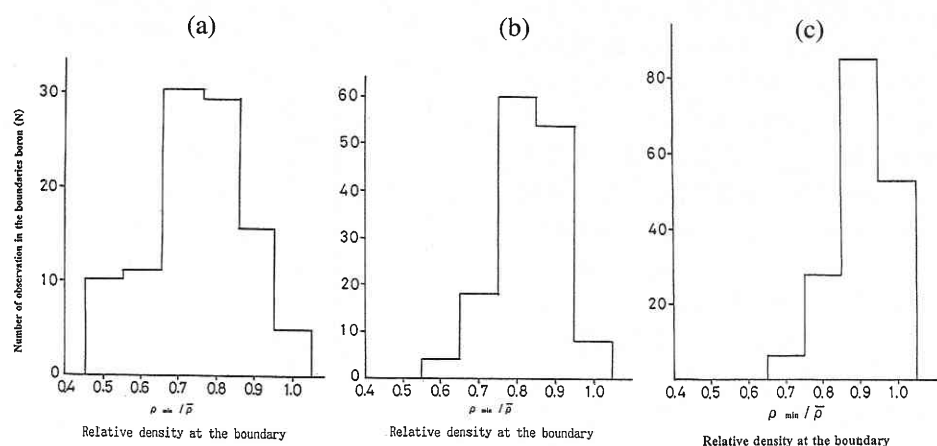 (a)
(b)
(c)
Number of observation in the boundaries boron (N)
30
20
10
0
0.4 0.5 0.6 0.7 0.8 0.9 1.0
ρ min / ρ̄
Relative density at the boundary
60
50
40
30
20
10
0
0.4 0.5 0.6 0.7 0.8 0.9 1.0
ρ min / ρ̄
Relative density at the boundary
80
60
40
20
0.4 0.5 0.6 0.7 0.8 0.9 1.0
ρ min / ρ̄
Relative density at the boundary